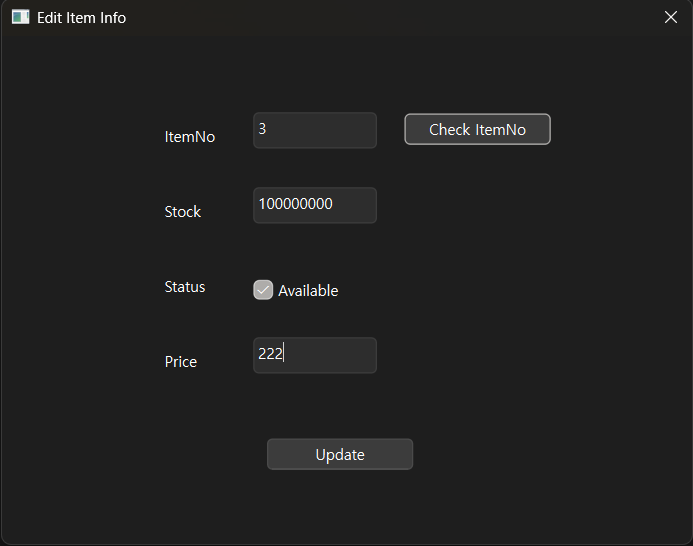 Edit Item Info
ItemNo 3 Check ItemNo
Stock 100000000
Status Available
Price 222
Update